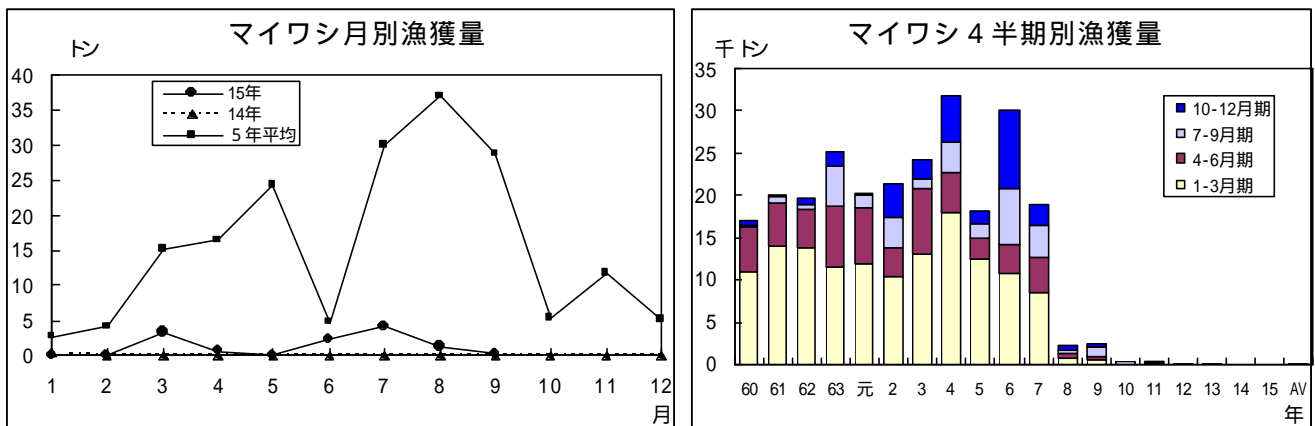 マイワシ月別漁獲量
トン
40
35
30
25
20
15
10
5
0
15年
14年
5年平均
1 2 3 4 5 6 7 8 9 10 11 12
月
マイワシ4半期別漁獲量
千トン
35
30
25
20
15
10
5
0
10-12月期
7-9月期
4-6月期
1-3月期
60 61 62 63 元 2 3 4 5 6 7 8 9 10 11 12 13 14 15 AV
年